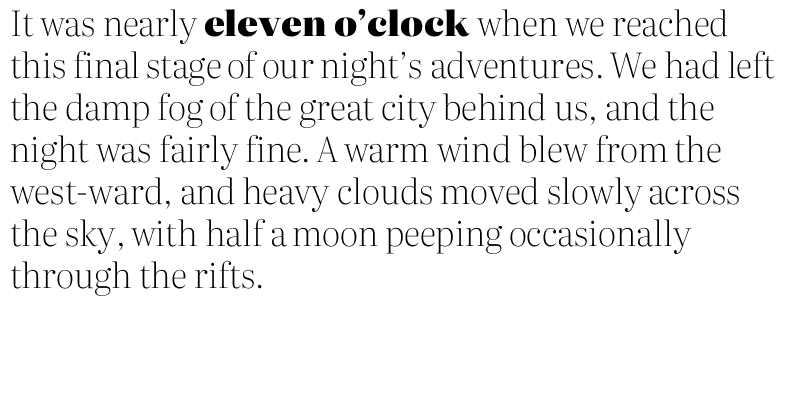 It was nearly eleven o’clock when we reached
this final stage of our night’s adventures. We had left
the damp fog of the great city behind us, and the
night was fairly fine. A warm wind blew from the
west-ward, and heavy clouds moved slowly across
the sky, with half a moon peeping occasionally
through the rifts.